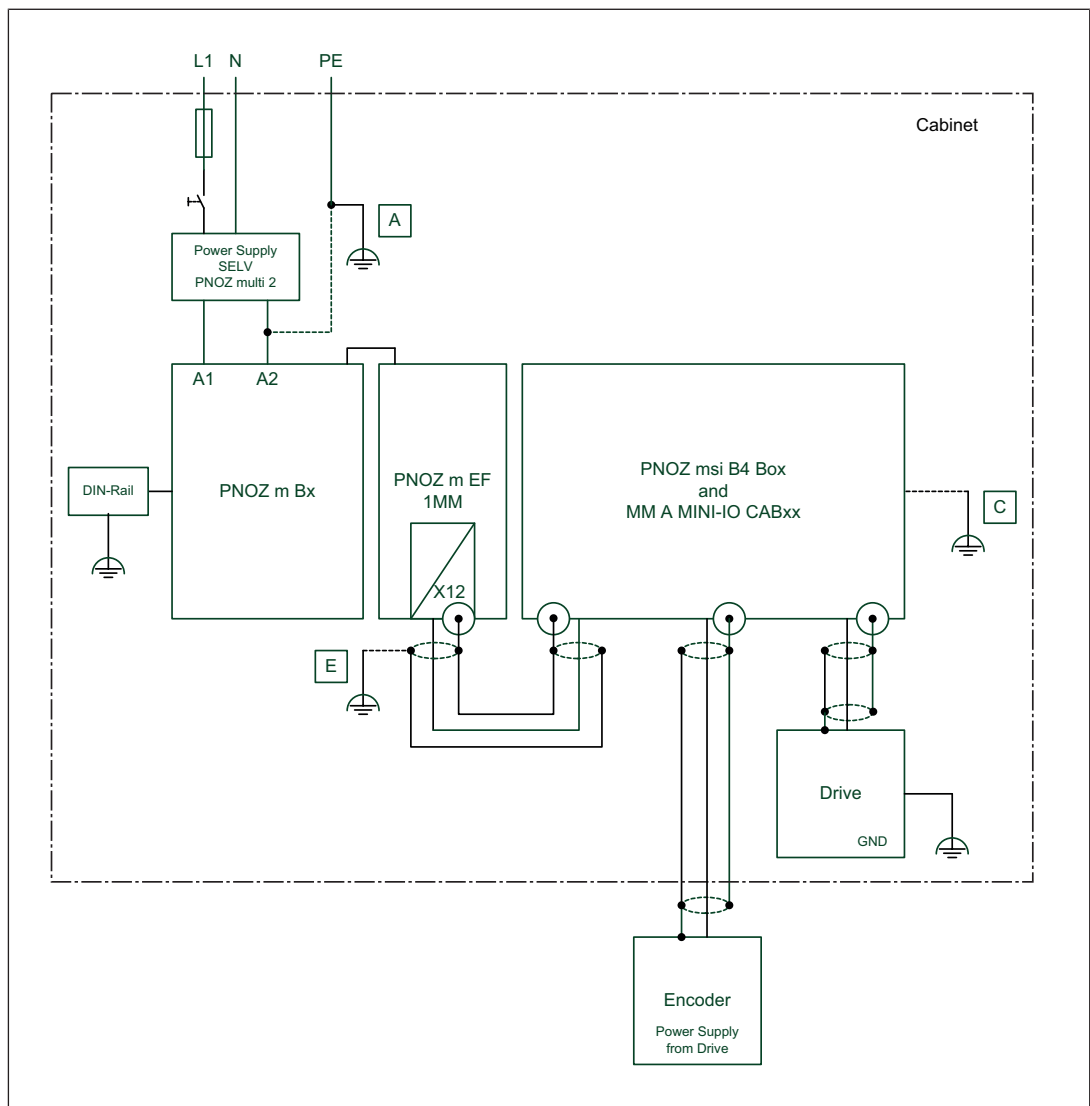 L1 N PE
Cabinet
A
Power Supply
SELV
PNOZ multi 2
A1 A2
DIN-Rail
PNOZ m Bx
PNOZ m EF
1MM
X12
PNOZ msi B4 Box
and
MM A MINI-IO CABxx
C
E
Drive
GND
Encoder
Power Supply
from Drive